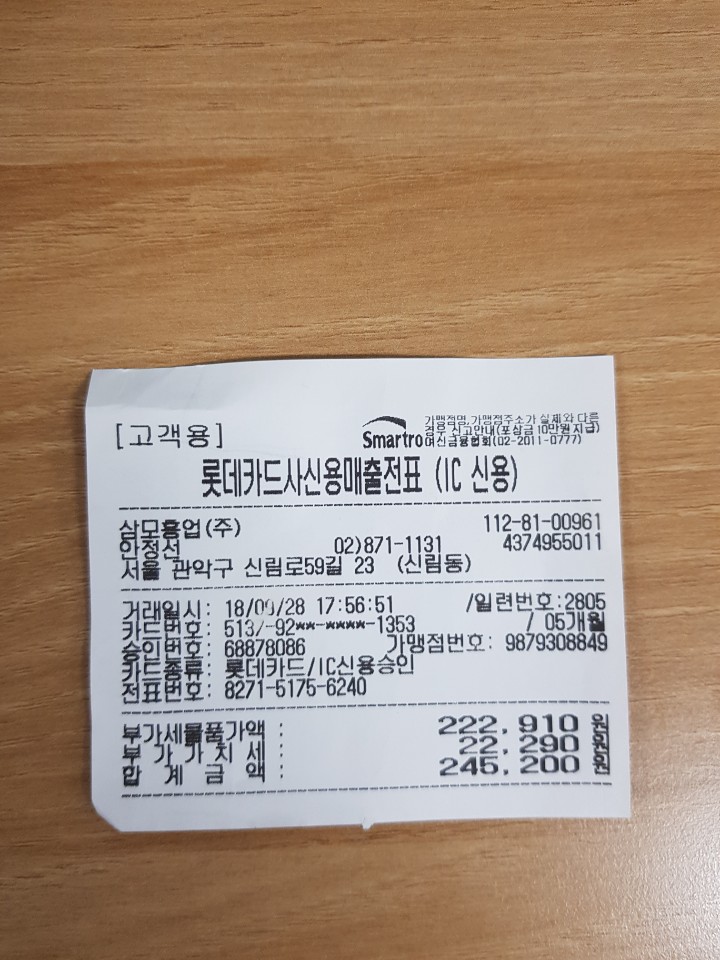 [고객용]
Smartro
가맹점명,가맹점주소가 실제와 다른
경우 신고안내(포상금 10만원 지급)
여신금융협회(02-2011-0777)
롯데카드사신용매출전표 (IC 신용)
삼모흥업(주) 112-81-00961
안정선 02)871-1131 4374955011
서울 관악구 신림로59길 23 (신림동)
거래일시: 18/09/28 17:56:51 /일련번호:2805
카드번호: 5137-92**-****-1353 / 05개월
승인번호: 68878086 가맹점번호: 9879308849
카드종류: 롯데카드/IC신용승인
전표번호: 8271-5175-6240
부가세물품가액 : 222,910 원
부 가 가 치 세 : 22,290 원
합 계 금 액 : 245,200 원